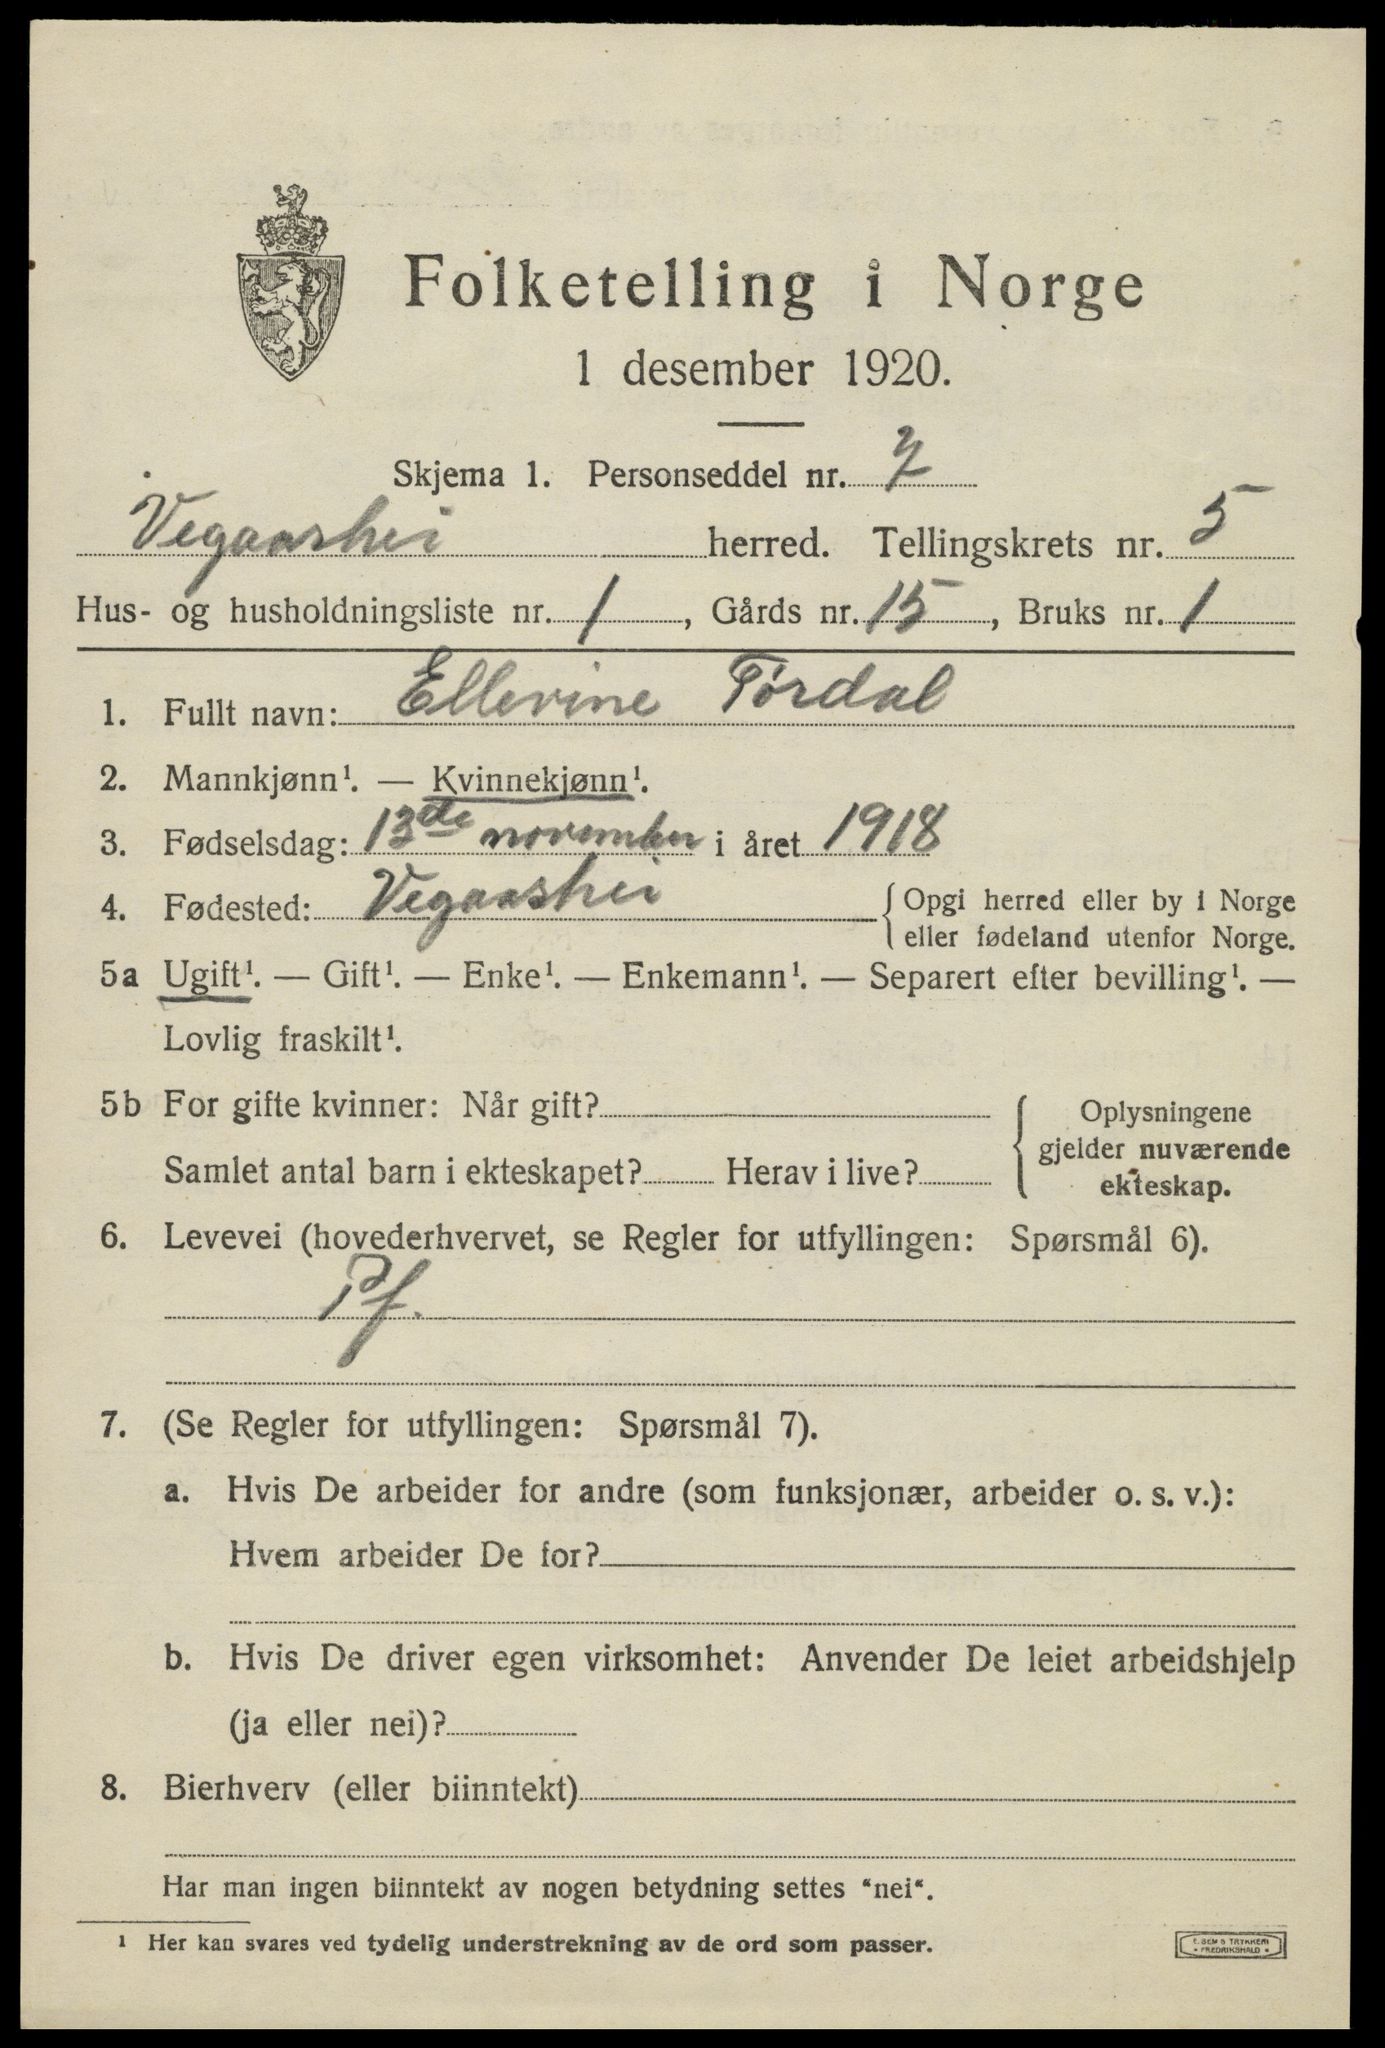 Folketelling i Norge
1 desember 1920.
Skjema 1. Personseddel nr. 7
Vegaashei herred. Tellingskrets nr. 5
Hus- og husholdningsliste nr. 1, Gårds nr. 15, Bruks nr. 1
1. Fullt navn: Ellevine Tørdal
2. Mannkjønn¹. — Kvinnekjønn¹.
3. Fødselsdag: 13de november i året 1918
4. Fødested: Vegaashei { Opgi herred eller by i Norge
eller fødeland utenfor Norge.
5a Ugift¹. — Gift¹. — Enke¹. — Enkemann¹. — Separert efter bevilling¹. —
Lovlig fraskilt¹.
5b For gifte kvinner: Når gift? { Oplysningene
gjelder nuværende
Samlet antal barn i ekteskapet? Herav i live? ekteskap.
6. Levevei (hovederhvervet, se Regler for utfyllingen: Spørsmål 6).
Pf.
7. (Se Regler for utfyllingen: Spørsmål 7).
a. Hvis De arbeider for andre (som funksjonær, arbeider o. s. v.):
Hvem arbeider De for?
b. Hvis De driver egen virksomhet: Anvender De leiet arbeidshjelp
(ja eller nei)?
8. Bierhverv (eller biinntekt)
Har man ingen biinntekt av nogen betydning settes "nei".
¹ Her kan svares ved tydelig understrekning av de ord som passer.
E. SEM'S TRYKKERI
* FREDRIKSHALD *